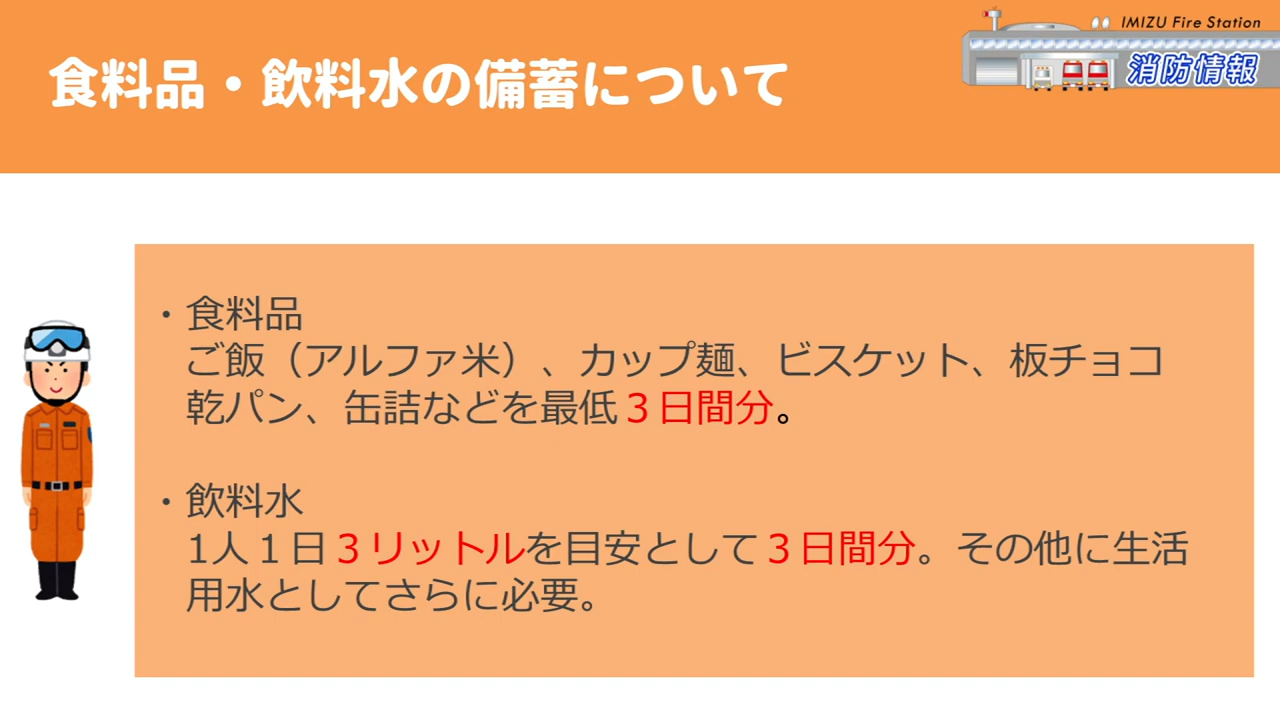 IMIZU Fire Station
消防情報
食料品・飲料水の備蓄について
・食料品
ご飯（アルファ米）、カップ麺、ビスケット、板チョコ
乾パン、缶詰などを最低３日間分。
・飲料水
1人１日３リットルを目安として３日間分。その他に生活
用水としてさらに必要。